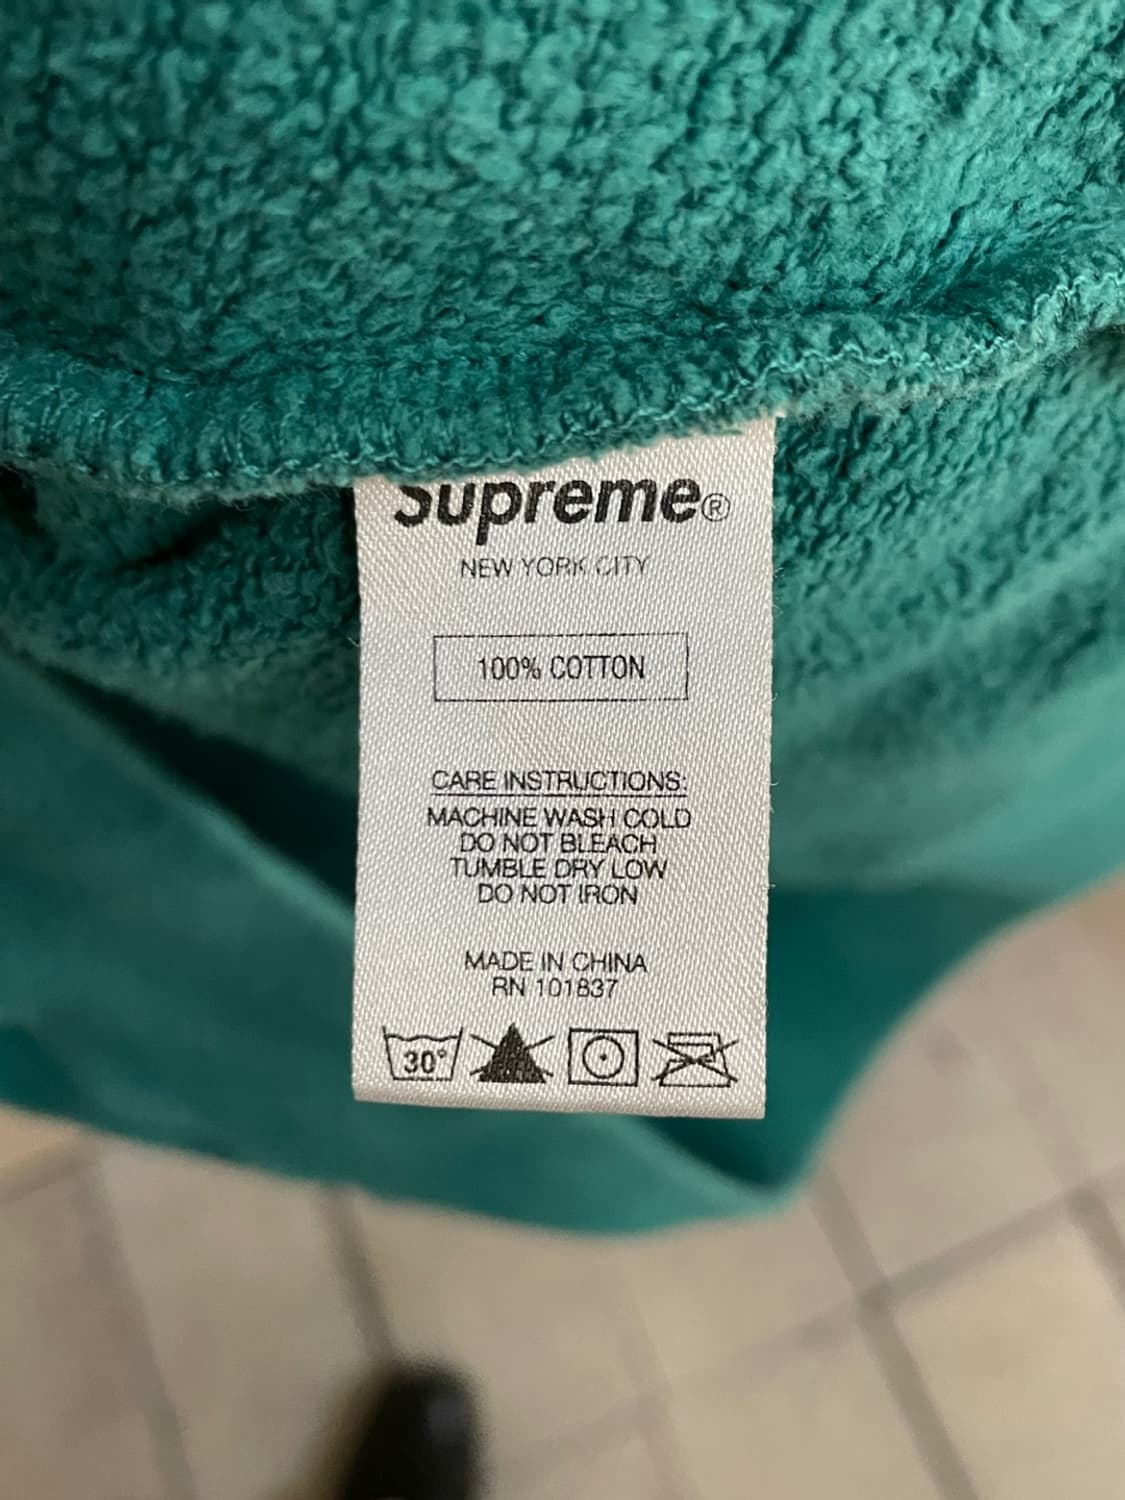 Supreme®
NEW YORK CITY
100% COTTON
CARE INSTRUCTIONS:
MACHINE WASH COLD
DO NOT BLEACH
TUMBLE DRY LOW
DO NOT IRON
MADE IN CHINA
RN 101837
30°